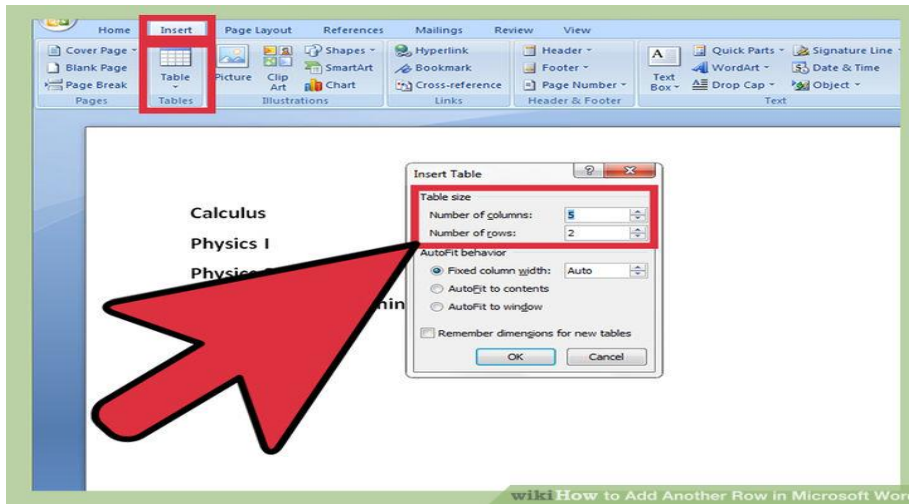 Home Insert Page Layout References Mailings Review View
Cover Page
Blank Page
Page Break
Pages
Table
Tables
Picture
Clip Art
Shapes
SmartArt
Chart
Illustrations
Hyperlink
Bookmark
Cross-reference
Links
Header
Footer
Page Number
Header & Footer
A
Text Box
Quick Parts
WordArt
Drop Cap
Signature Line
Date & Time
Object
Text
Insert Table
?
Table size
Number of columns: 5
Number of rows: 2
AutoFit behavior
Fixed column width: Auto
AutoFit to contents
AutoFit to window
Remember dimensions for new tables
OK Cancel
Calculus
Physics I
wikiHow to Add Another Row in Microsoft Wor